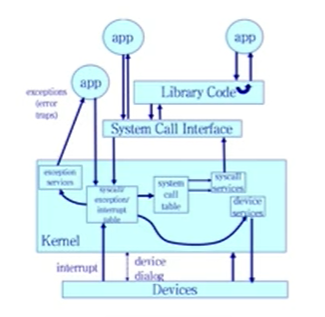 app
app
app
exceptions
(error
traps)
Library Code
System Call Interface
exception
services
syscall/
exception/
interrupt
table
system
call
table
syscall
services
device
services
Kernel
interrupt
device
dialog
Devices